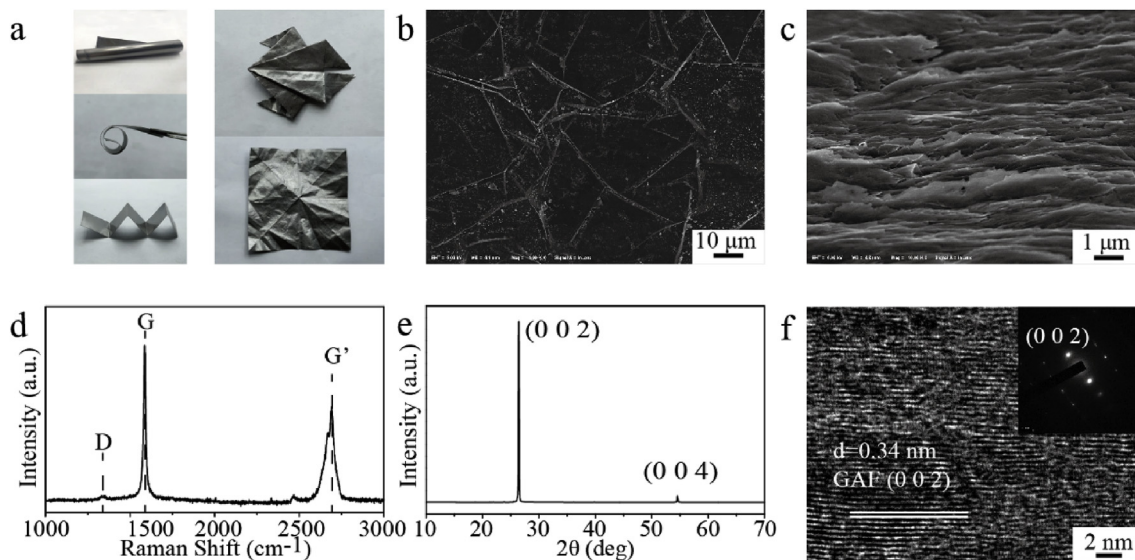 a
b
10 μm
c
1 μm
d
G
G’
D
Intensity (a.u.)
1000 1500 2000 2500 3000
Raman Shift (cm-1)
e
(0 0 2)
(0 0 4)
Intensity (a.u.)
10 20 30 40 50 60 70
2θ (deg)
f
(0 0 2)
d=0.34 nm
GAF (0 0 2)
2 nm